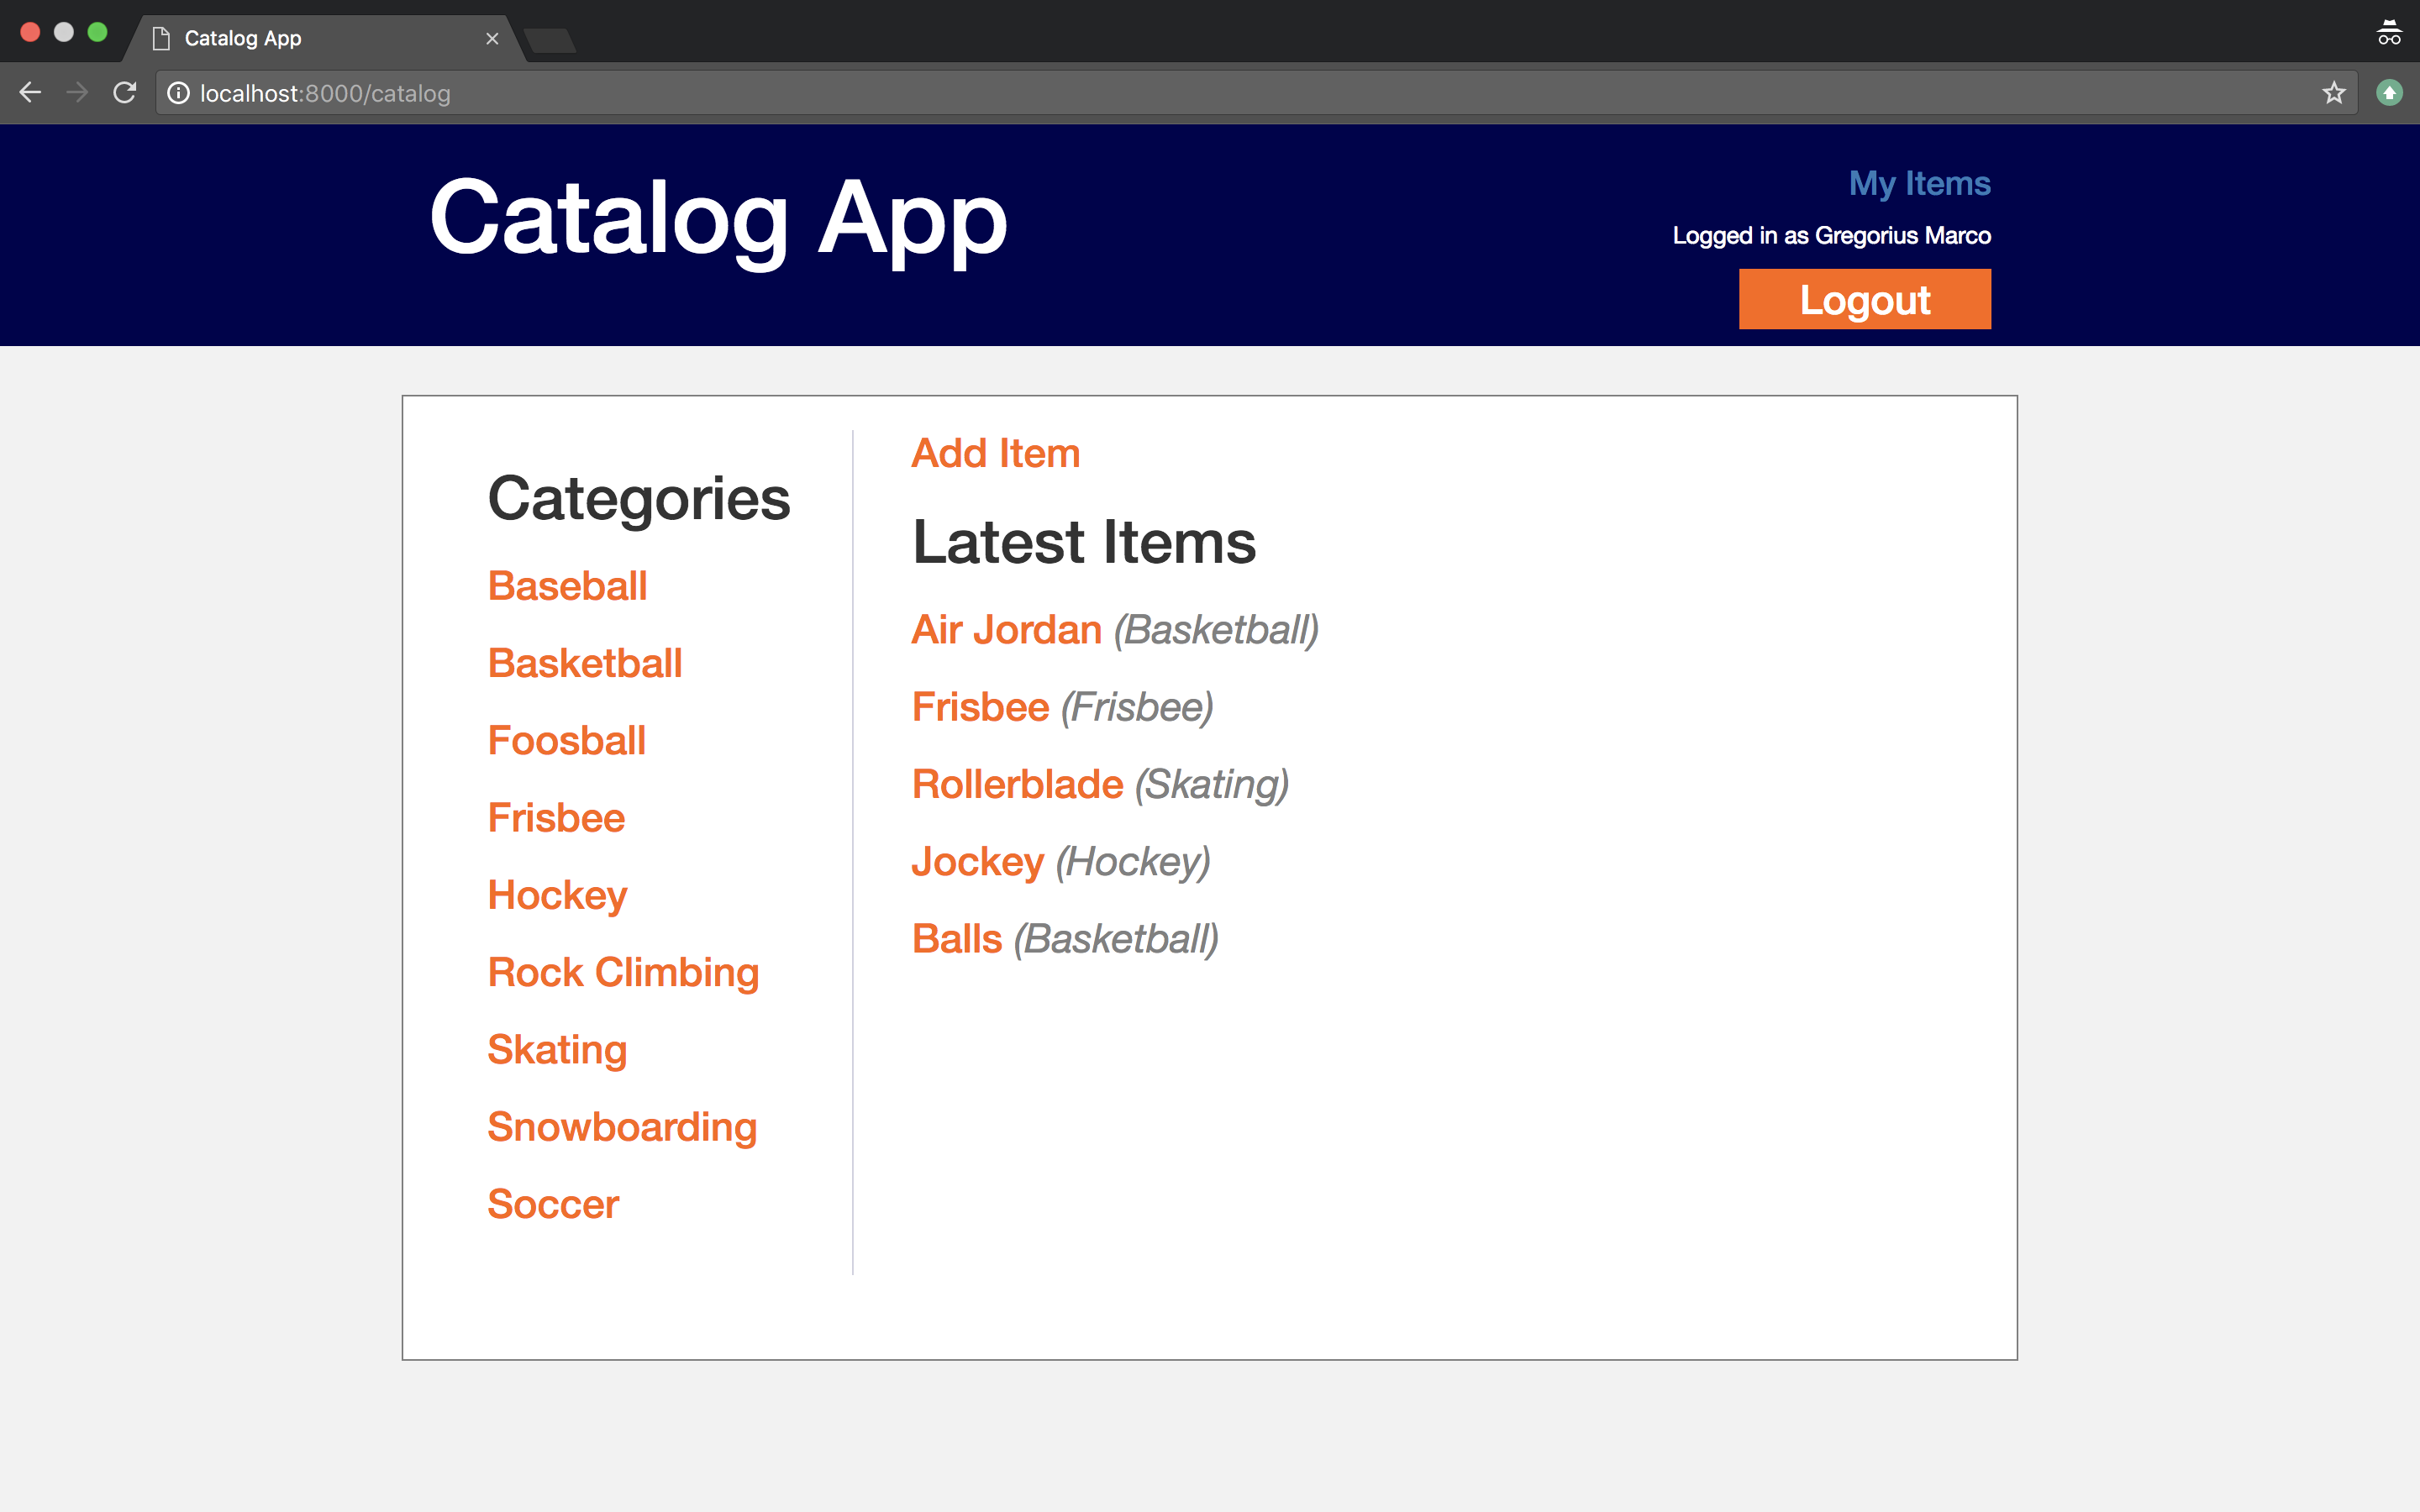 Catalog App
localhost:8000/catalog
Catalog App
My Items
Logged in as Gregorius Marco
Logout
Categories
Baseball
Basketball
Foosball
Frisbee
Hockey
Rock Climbing
Skating
Snowboarding
Soccer
Add Item
Latest Items
Air Jordan (Basketball)
Frisbee (Frisbee)
Rollerblade (Skating)
Jockey (Hockey)
Balls (Basketball)